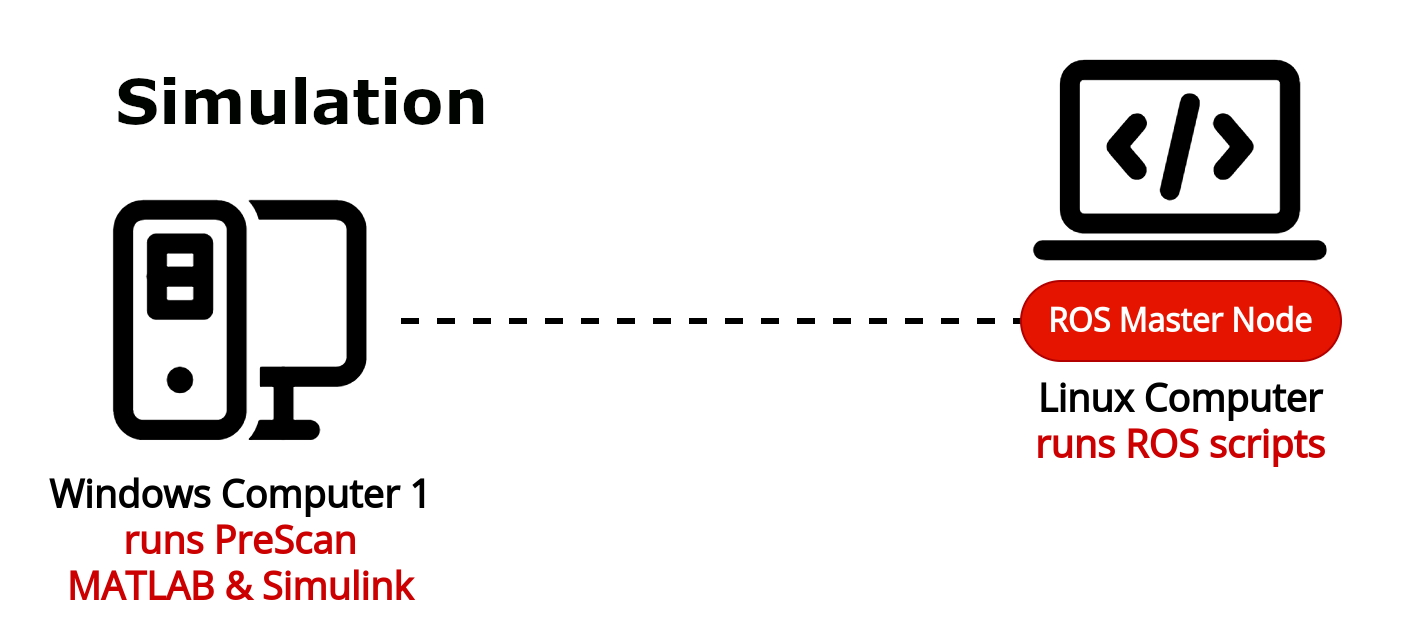 Simulation
</>
ROS Master Node
Linux Computer
runs ROS scripts
Windows Computer 1
runs PreScan
MATLAB & Simulink